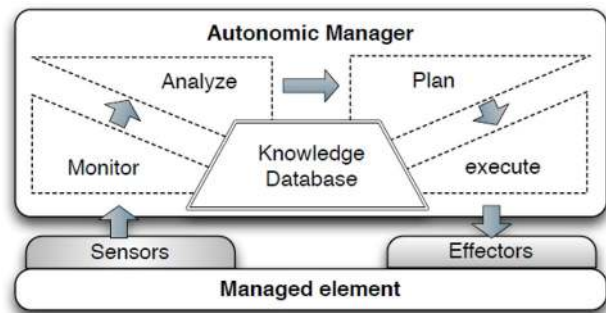 Autonomic Manager
Analyze
Plan
Monitor
Knowledge
Database
execute
Sensors
Effectors
Managed element